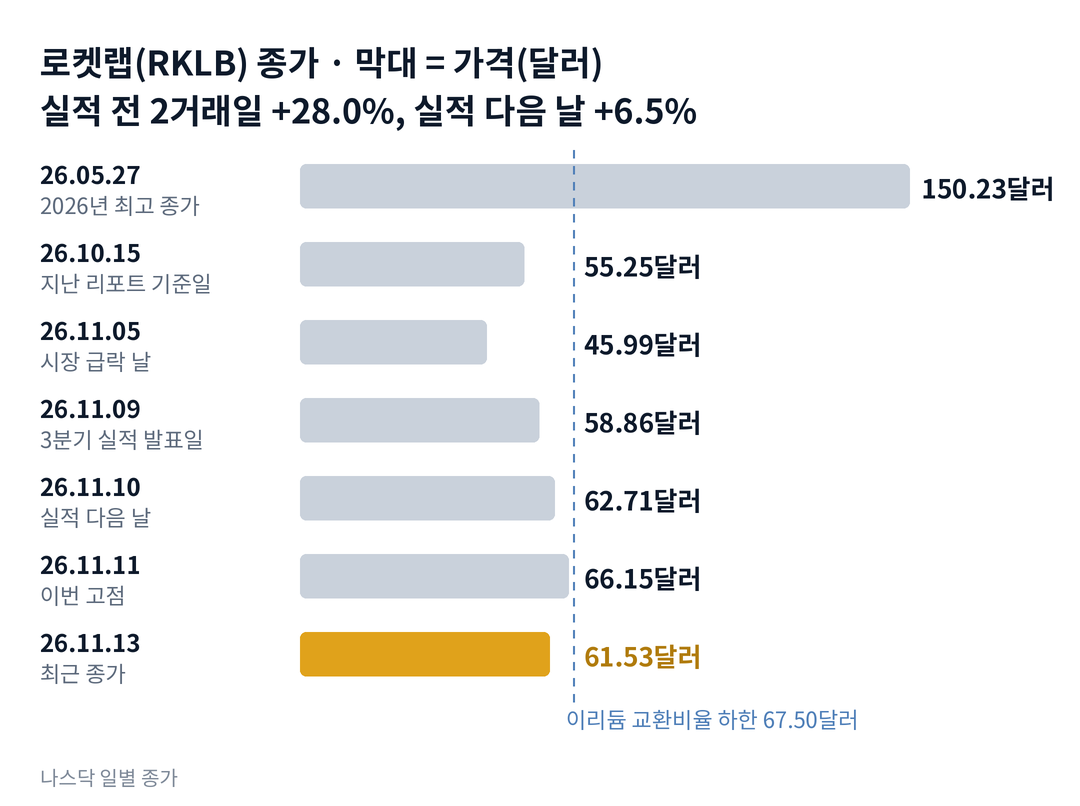 로켓랩(RKLB) 종가 · 막대 = 가격(달러)
실적 전 2거래일 +28.0%, 실적 다음 날 +6.5%
26.05.27
2026년 최고 종가
150.23달러
26.10.15
지난 리포트 기준일
55.25달러
26.11.05
시장 급락 날
45.99달러
26.11.09
3분기 실적 발표일
58.86달러
26.11.10
실적 다음 날
62.71달러
26.11.11
이번 고점
66.15달러
26.11.13
최근 종가
61.53달러
이리듐 교환비율 하한 67.50달러
나스닥 일별 종가